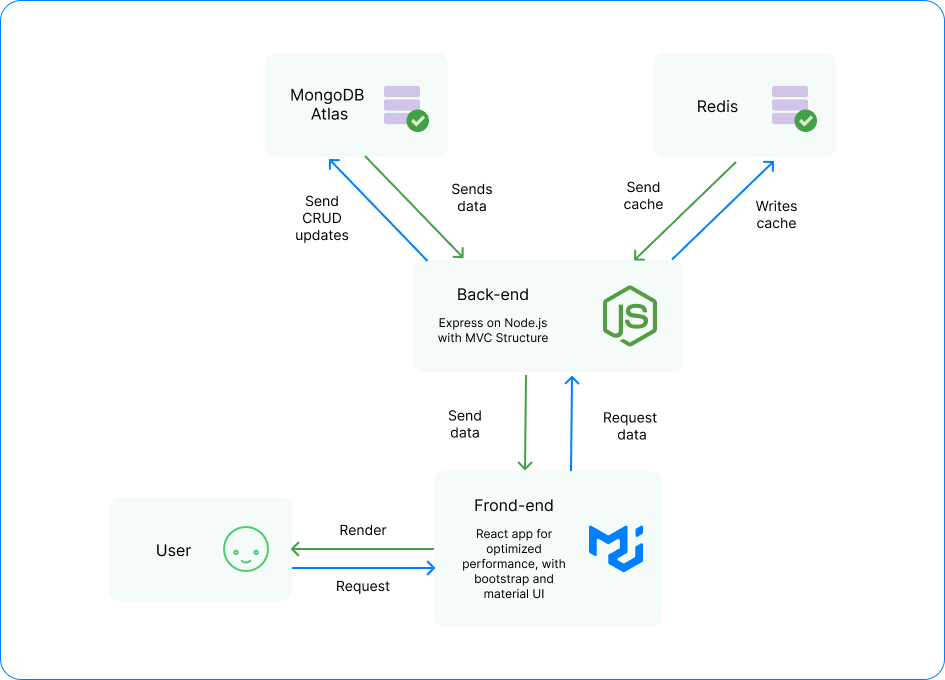 MongoDB
Atlas
Redis
Send
CRUD
updates
Sends
data
Send
cache
Writes
cache
Back-end
Express on Node.js
with MVC Structure
JS
Send
data
Request
data
User
Render
Request
Frond-end
React app for
optimized
performance, with
bootstrap and
material UI